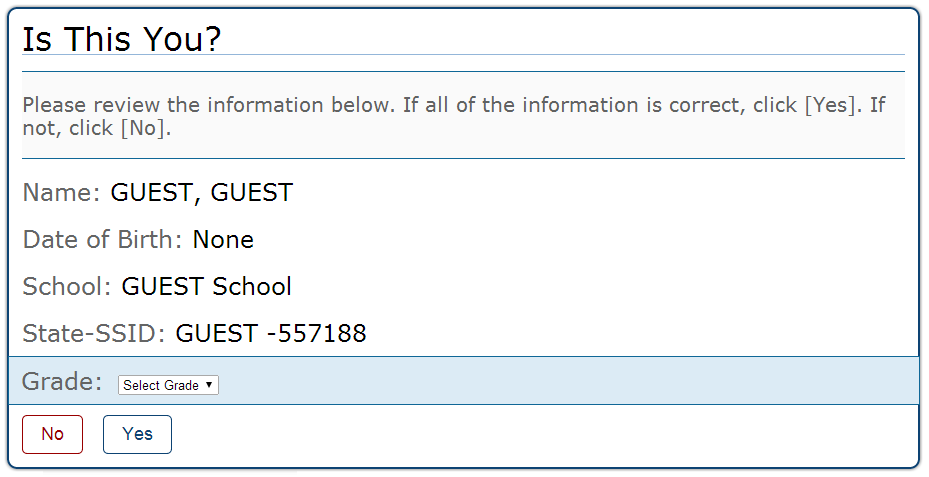 Is This You?
Please review the information below. If all of the information is correct, click [Yes]. If
not, click [No].
Name: GUEST, GUEST
Date of Birth: None
School: GUEST School
State-SSID: GUEST -557188
Grade: Select Grade ▼
No Yes